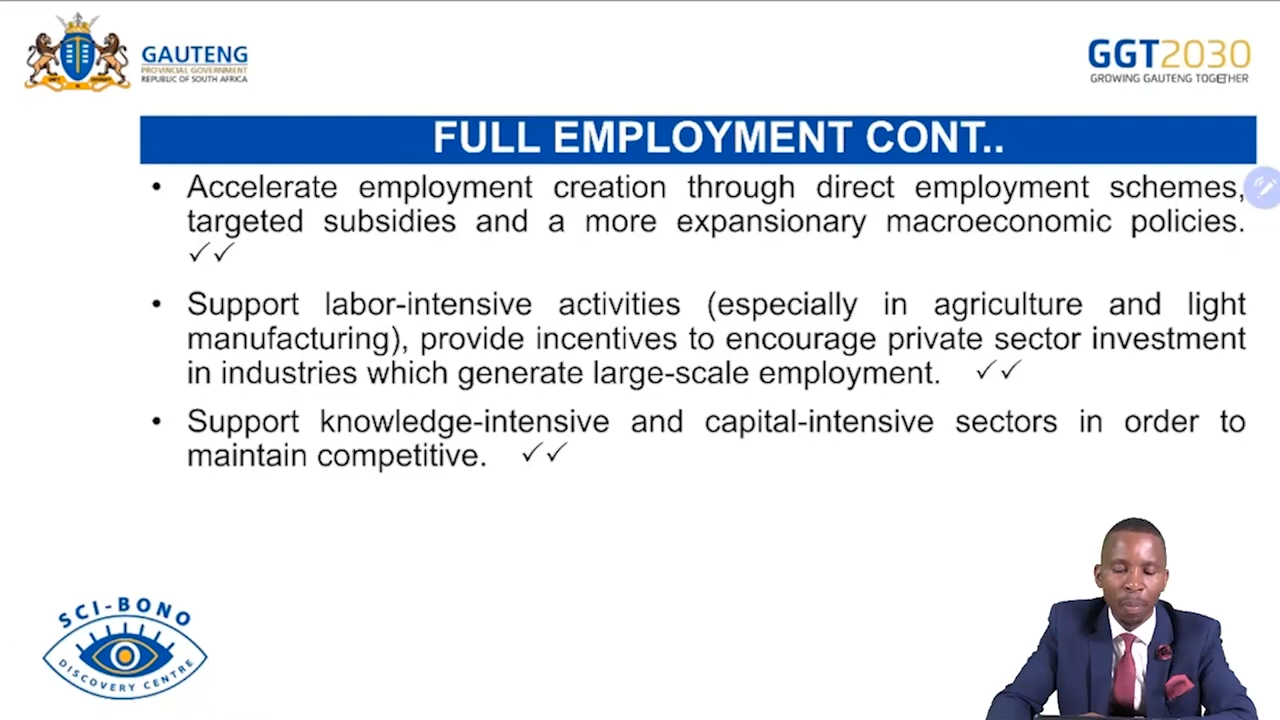 GAUTENG
PROVINCIAL GOVERNMENT
REPUBLIC OF SOUTH AFRICA
GGT2030
GROWING GAUTENG TOGETHER
FULL EMPLOYMENT CONT..
• Accelerate employment creation through direct employment schemes,
targeted subsidies and a more expansionary macroeconomic policies.
✓✓
• Support labor-intensive activities (especially in agriculture and light
manufacturing), provide incentives to encourage private sector investment
in industries which generate large-scale employment. ✓✓
• Support knowledge-intensive and capital-intensive sectors in order to
maintain competitive. ✓✓
SCI-BONO
DISCOVERY CENTRE